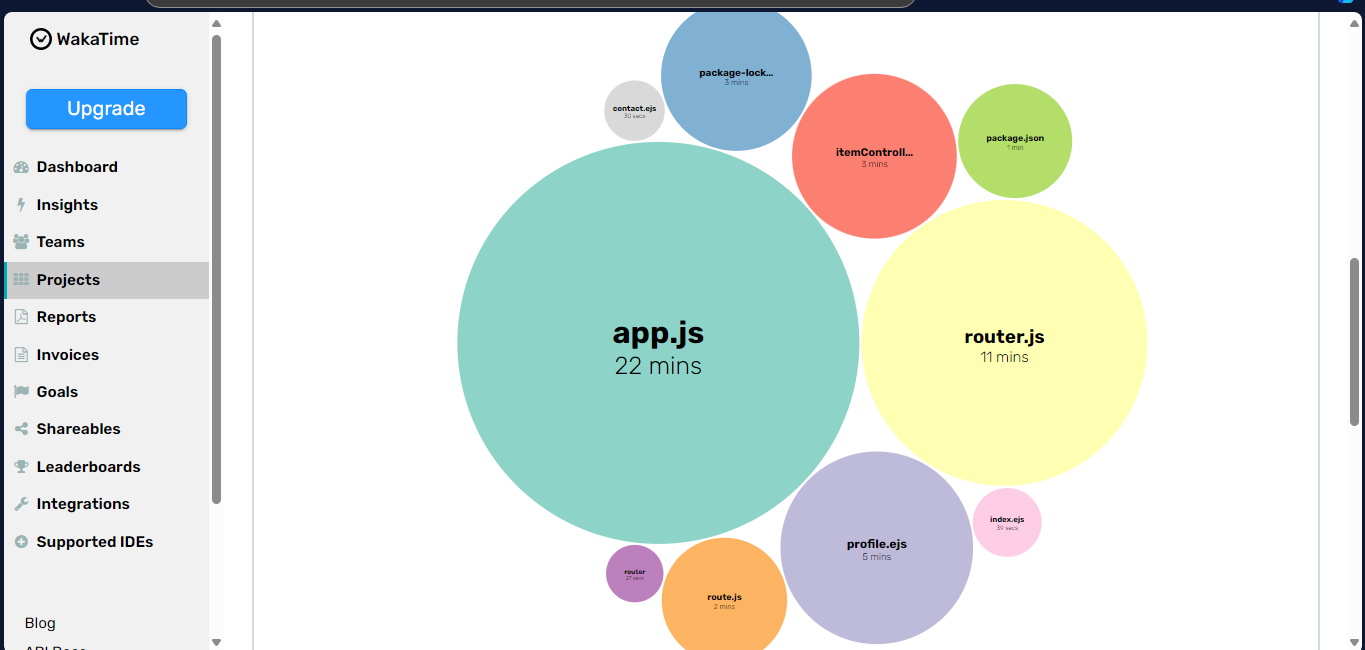 WakaTime
Upgrade
Dashboard
Insights
Teams
Projects
Reports
Invoices
Goals
Shareables
Leaderboards
Integrations
Supported IDEs
Blog
package-lock...
3 mins
contact.ejs
30 secs
itemControll...
3 mins
package.json
1 min
app.js
22 mins
router.js
11 mins
index.ejs
39 secs
profile.ejs
5 mins
router
27 secs
route.js
2 mins